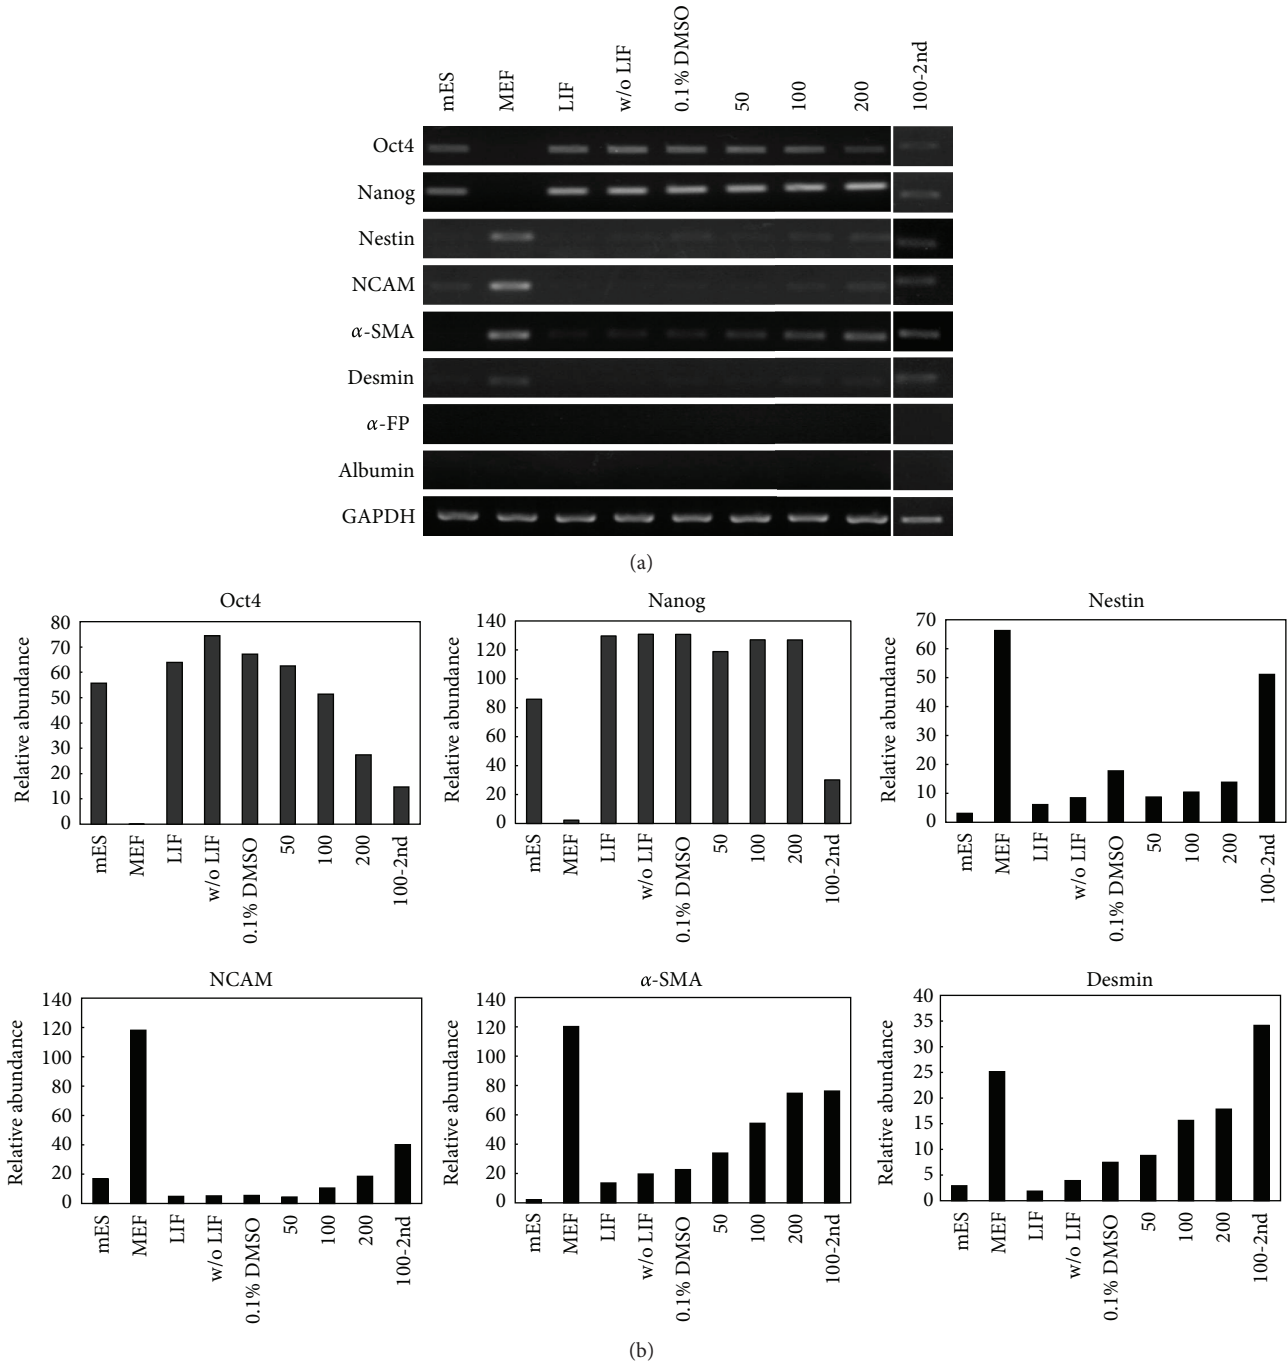 mES MEF LIF w/o LIF 0.1% DMSO 50 100 200 100-2nd
Oct4
Nanog
Nestin
NCAM
α-SMA
Desmin
α-FP
Albumin
GAPDH
(a)
Oct4
Relative abundance
80
70
60
50
40
30
20
10
0
mES MEF LIF w/o LIF 0.1% DMSO 50 100 200 100-2nd
Nanog
Relative abundance
140
120
100
80
60
40
20
0
mES MEF LIF w/o LIF 0.1% DMSO 50 100 200 100-2nd
Nestin
Relative abundance
70
60
50
40
30
20
10
0
mES MEF LIF w/o LIF 0.1% DMSO 50 100 200 100-2nd
NCAM
Relative abundance
140
120
100
80
60
40
20
0
mES MEF LIF w/o LIF 0.1% DMSO 50 100 200 100-2nd
α-SMA
Relative abundance
140
120
100
80
60
40
20
0
mES MEF LIF w/o LIF 0.1% DMSO 50 100 200 100-2nd
Desmin
Relative abundance
40
35
30
25
20
15
10
5
0
mES MEF LIF w/o LIF 0.1% DMSO 50 100 200 100-2nd
(b)